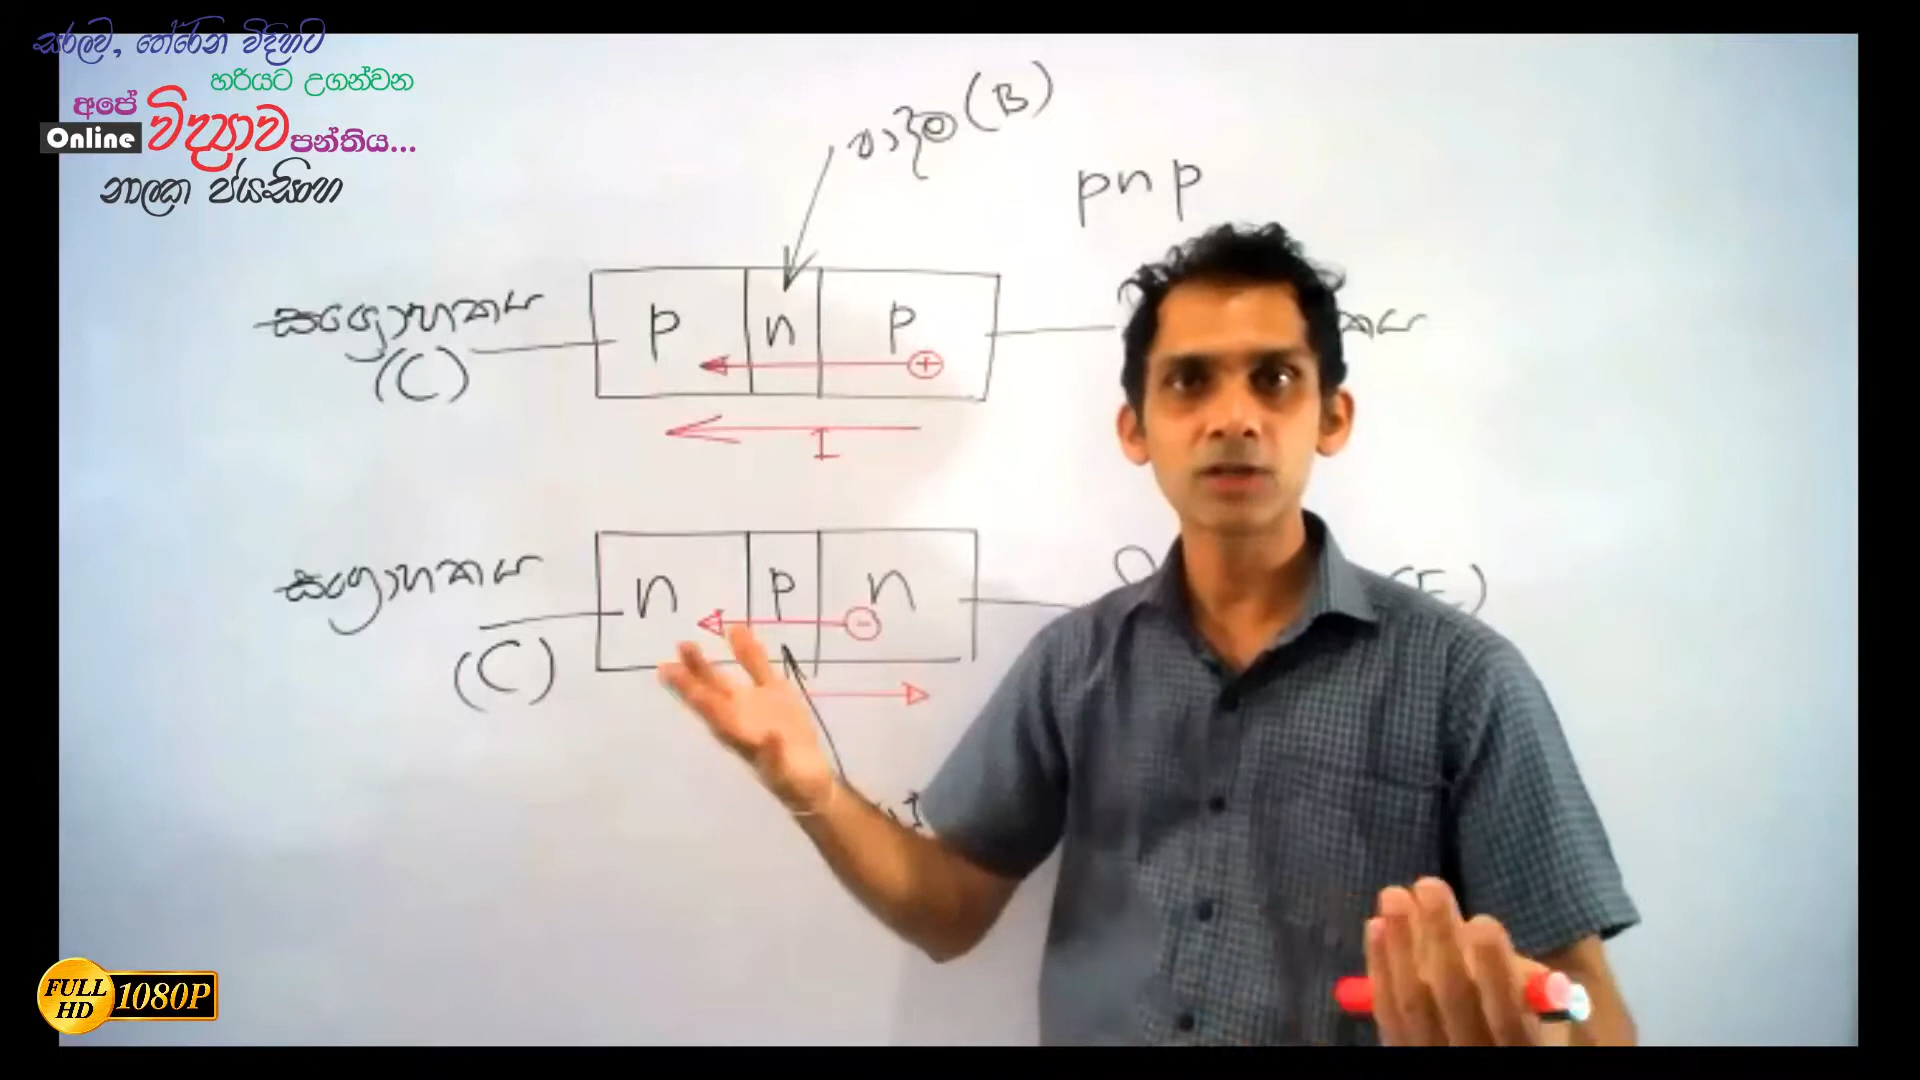 සරලව, තේරෙන විදිහට
හරියට උගන්වන
අපේ
Online විද්‍යාව පන්තිය...
නාලක ජයසිංහ
පාදම (B)
pnp
සංග්‍රාහකය
(C)
p n p
+
I
සංග්‍රාහකය
(C)
n p n
-
(E)
FULL HD 1080P